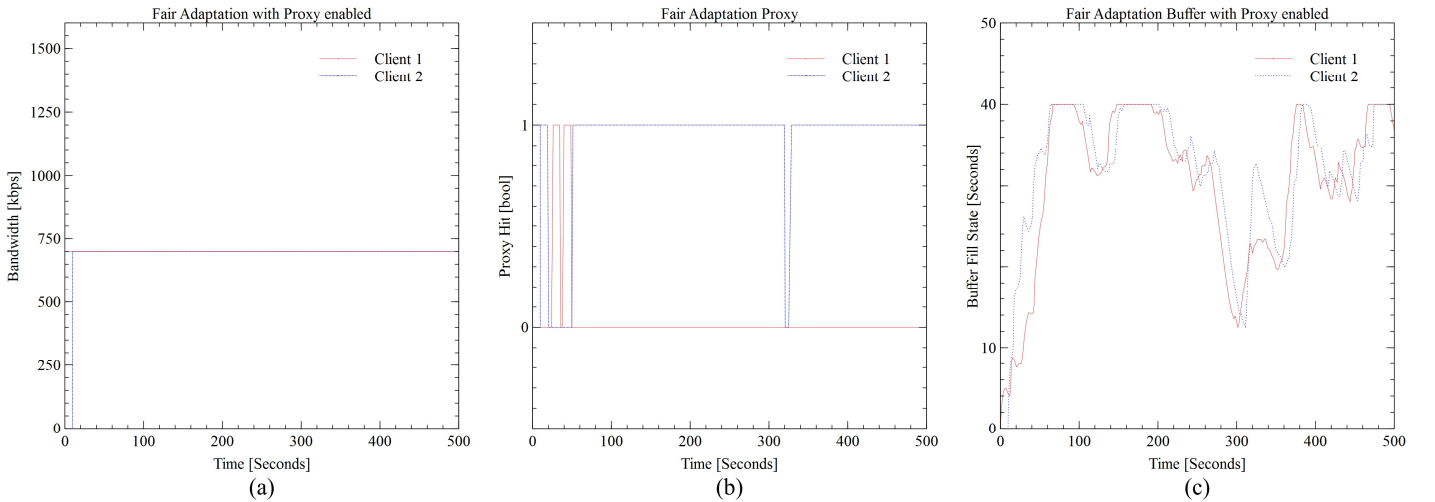 Fair Adaptation with Proxy enabled
Client 1
Client 2
1500
1250
1000
750
500
250
0
0
100
200
300
400
500
Bandwidth [kbps]
Time [Seconds]
(a)
Fair Adaptation Proxy
Client 1
Client 2
1
0
0
100
200
300
400
500
Proxy Hit [bool]
Time [Seconds]
(b)
Fair Adaptation Buffer with Proxy enabled
Client 1
Client 2
50
40
10
0
0
100
200
300
400
500
Buffer Fill State [Seconds]
Time [Seconds]
(c)